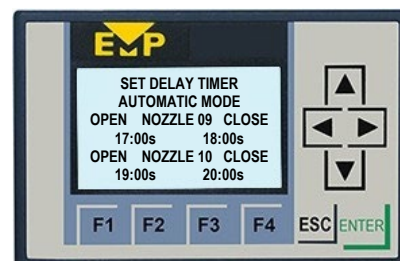 EMP
SET DELAY TIMER
AUTOMATIC MODE
OPEN NOZZLE 09 CLOSE
17:00s 18:00s
OPEN NOZZLE 10 CLOSE
19:00s 20:00s
F1 F2 F3 F4 ESC ENTER